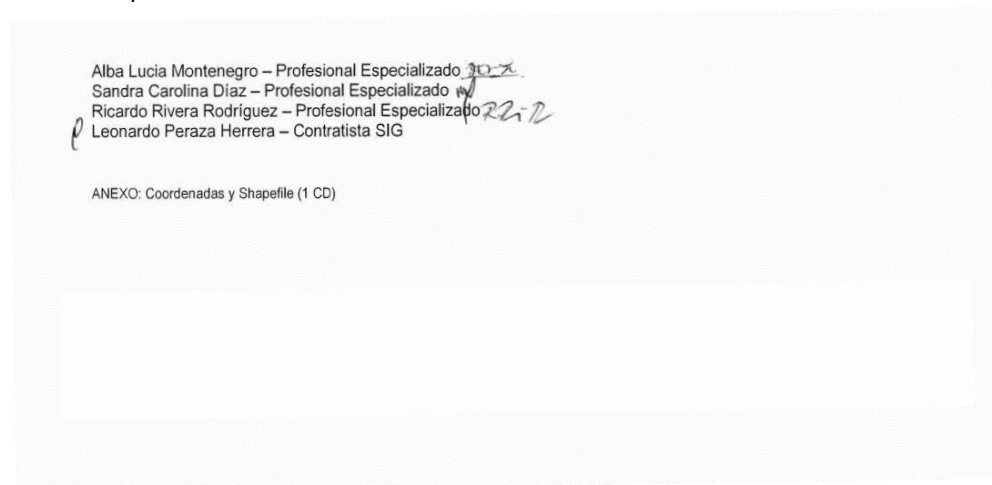 Alba Lucia Montenegro – Profesional Especializado
Sandra Carolina Díaz – Profesional Especializado
Ricardo Rivera Rodríguez – Profesional Especializado
Leonardo Peraza Herrera – Contratista SIG
ANEXO: Coordenadas y Shapefile (1 CD)